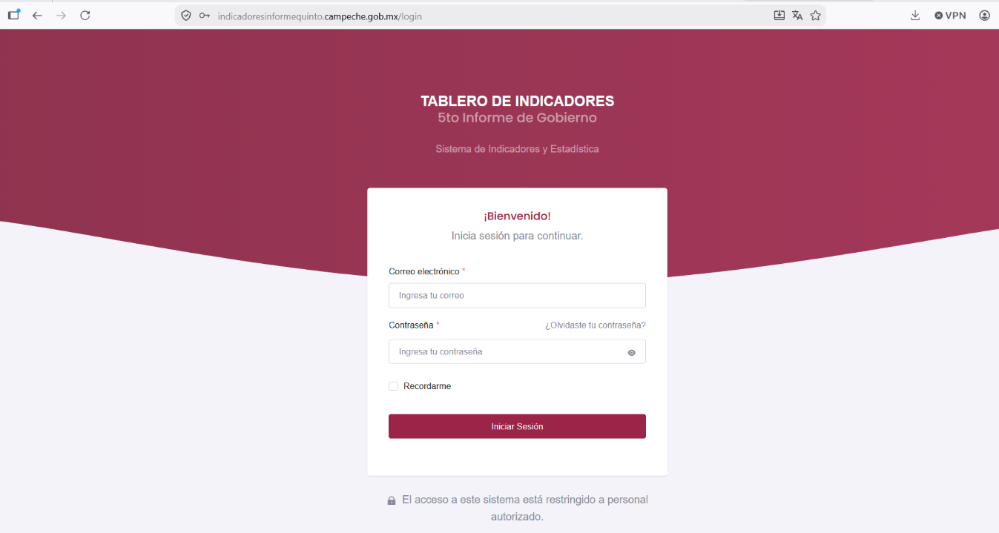 indicadoresinformequinto.campeche.gob.mx/login
VPN
TABLERO DE INDICADORES
5to Informe de Gobierno
Sistema de Indicadores y Estadística
¡Bienvenido!
Inicia sesión para continuar.
Correo electrónico *
Ingresa tu correo
Contraseña * ¿Olvidaste tu contraseña?
Ingresa tu contraseña
Recordarme
Iniciar Sesión
El acceso a este sistema está restringido a personal
autorizado.